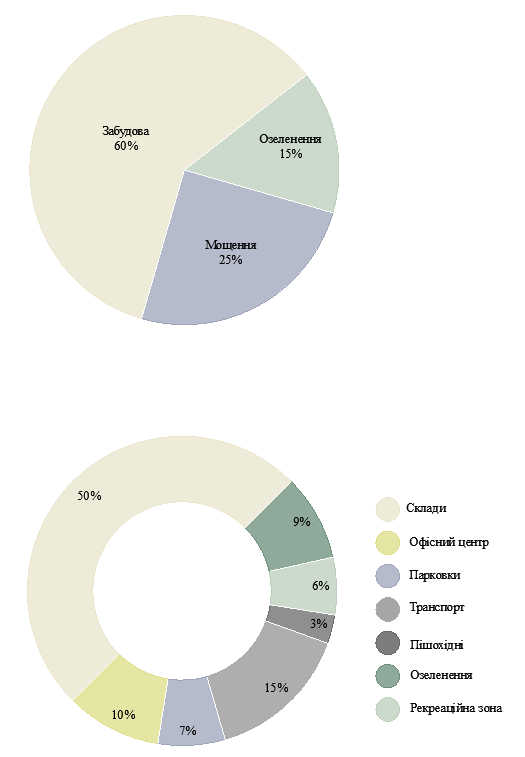 Забудова
60%
Озеленення
15%
Мощення
25%
50%
9%
6%
3%
15%
7%
10%
Склади
Офісний центр
Парковки
Транспорт
Пішохідні
Озеленення
Рекреаційна зона